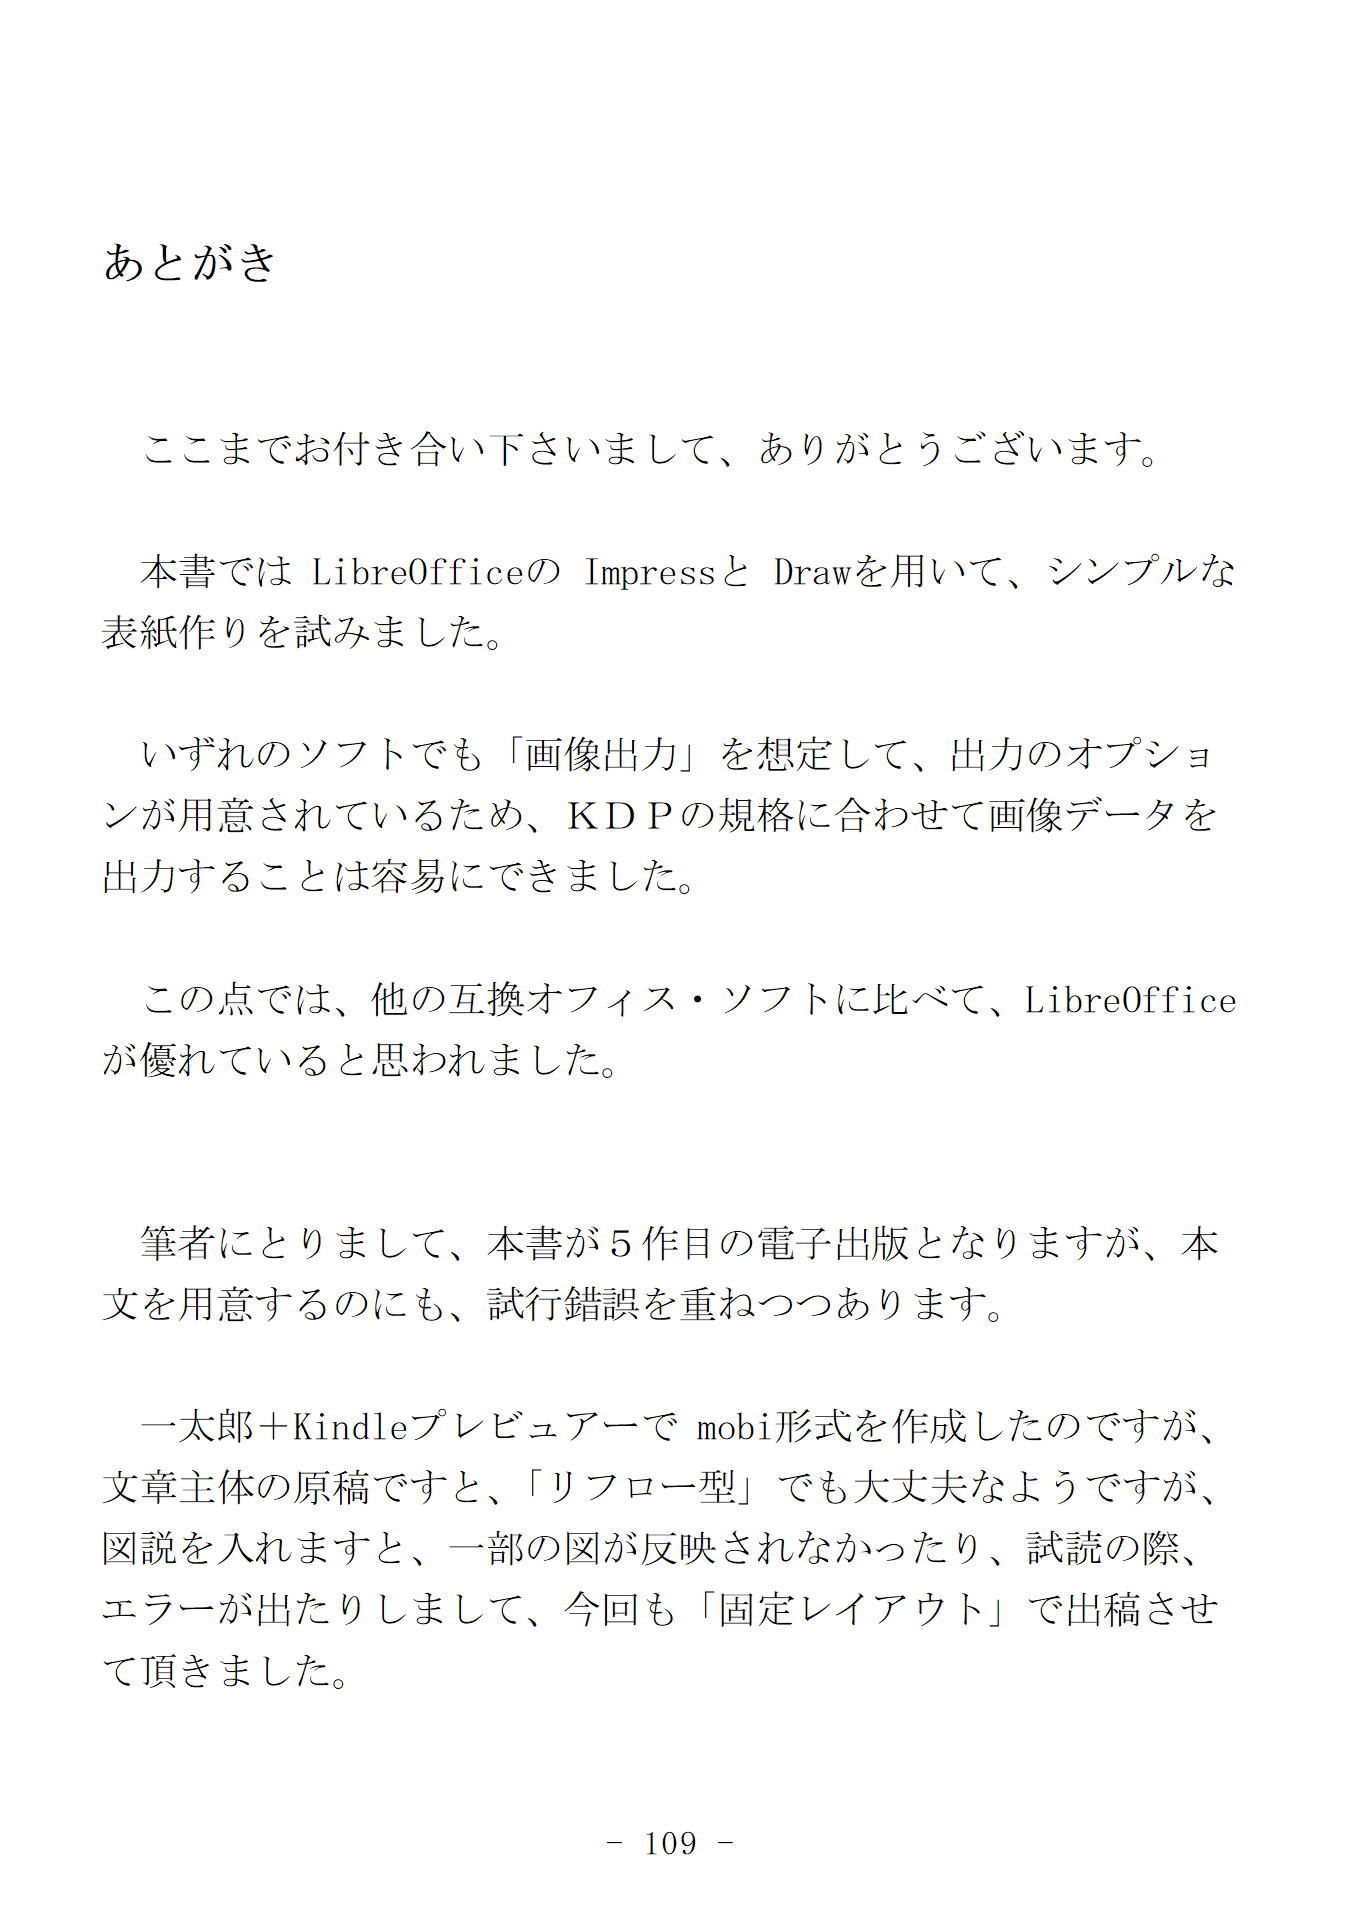 あとがき
ここまでお付き合い下さいまして、ありがとうございます。
本書では LibreOfficeの Impressと Drawを用いて、シンプルな
表紙作りを試みました。
いずれのソフトでも「画像出力」を想定して、出力のオプショ
ンが用意されているため、ＫＤＰの規格に合わせて画像データを
出力することは容易にできました。
この点では、他の互換オフィス・ソフトに比べて、LibreOffice
が優れていると思われました。
筆者にとりまして、本書が５作目の電子出版となりますが、本
文を用意するのにも、試行錯誤を重ねつつあります。
一太郎＋Kindleプレビュアーで mobi形式を作成したのですが、
文章主体の原稿ですと、「リフロー型」でも大丈夫なようですが、
図説を入れますと、一部の図が反映されなかったり、試読の際、
エラーが出たりしまして、今回も「固定レイアウト」で出稿させ
て頂きました。
- 109 -